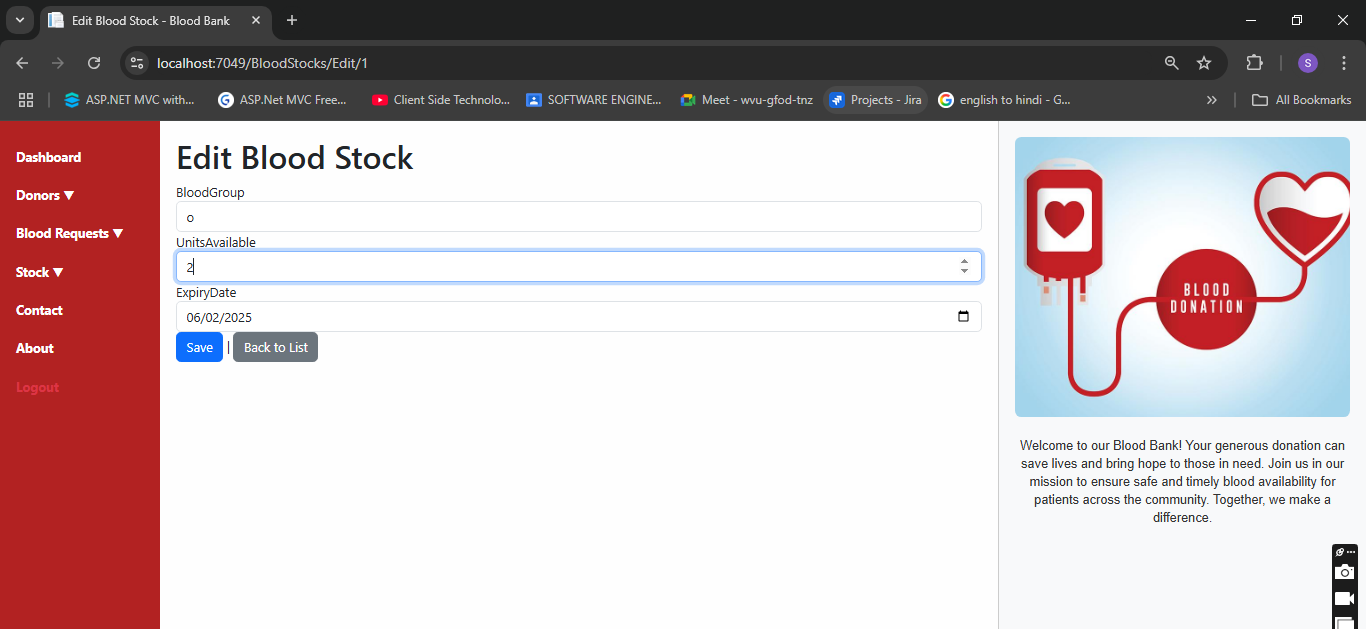 Edit Blood Stock - Blood Bank
localhost:7049/BloodStocks/Edit/1
S
ASP.NET MVC with...
ASP.Net MVC Free...
Client Side Technolo...
SOFTWARE ENGINE...
Meet - wvu-gfod-tnz
Projects - Jira
english to hindi - G...
All Bookmarks
Dashboard
Donors ▼
Blood Requests ▼
Stock ▼
Contact
About
Logout
Edit Blood Stock
BloodGroup
o
UnitsAvailable
2
ExpiryDate
06/02/2025
Save | Back to List
BLOOD
DONATION
Welcome to our Blood Bank! Your generous donation can
save lives and bring hope to those in need. Join us in our
mission to ensure safe and timely blood availability for
patients across the community. Together, we make a
difference.